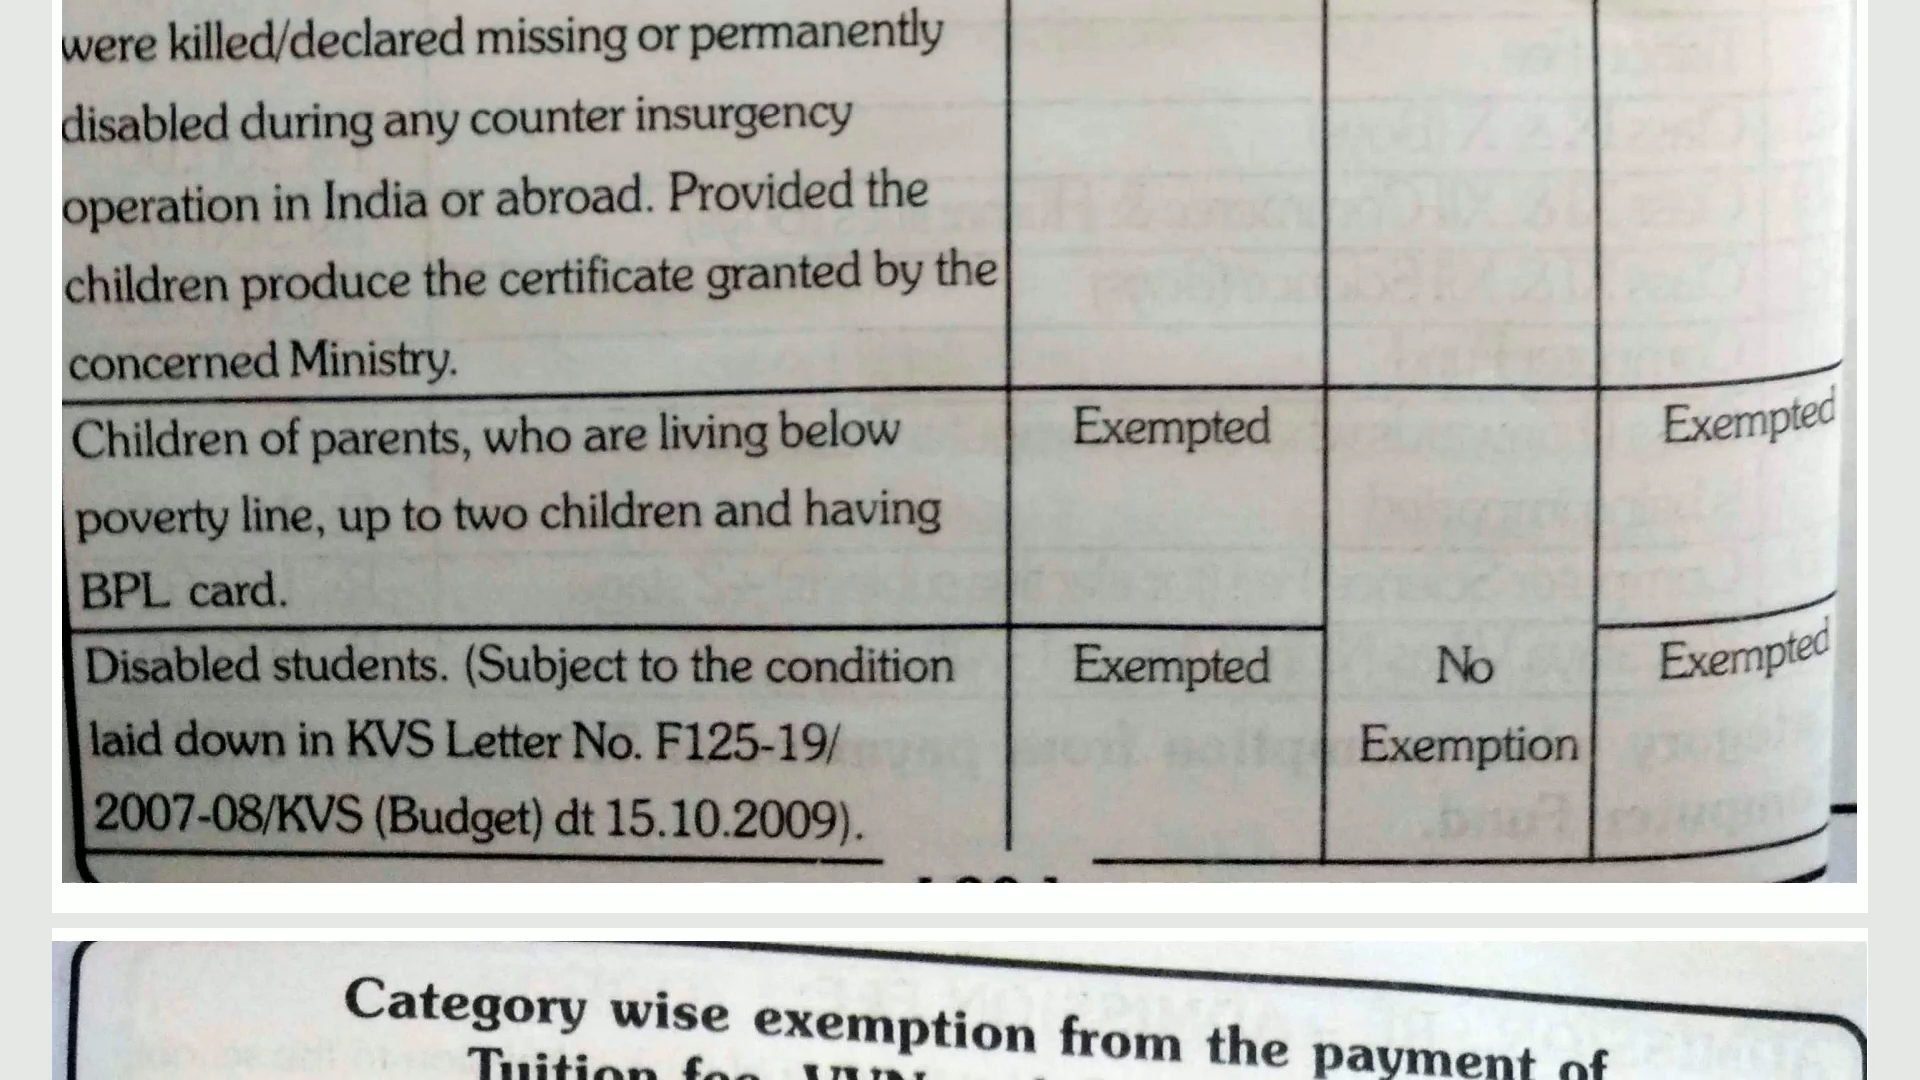 were killed/declared missing or permanently
disabled during any counter insurgency
operation in India or abroad. Provided the
children produce the certificate granted by the
concerned Ministry.
Children of parents, who are living below Exempted Exempted
poverty line, up to two children and having
BPL card.
Disabled students. (Subject to the condition Exempted No Exempted
laid down in KVS Letter No. F125-19/ Exemption
2007-08/KVS (Budget) dt 15.10.2009).
Category wise exemption from the payment of
Tuition fee, VVN